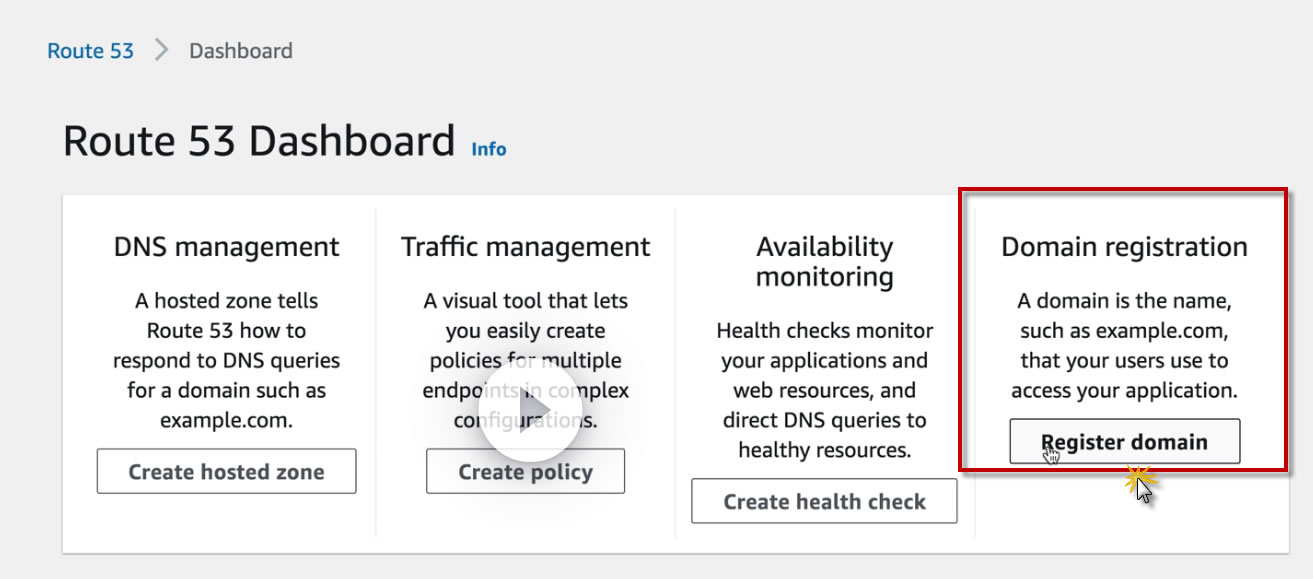 Route 53 > Dashboard
Route 53 Dashboard Info
DNS management
A hosted zone tells
Route 53 how to
respond to DNS queries
for a domain such as
example.com.
Create hosted zone
Traffic management
A visual tool that lets
you easily create
policies for multiple
endpoints in complex
configurations.
Create policy
Availability
monitoring
Health checks monitor
your applications and
web resources, and
direct DNS queries to
healthy resources.
Create health check
Domain registration
A domain is the name,
such as example.com,
that your users use to
access your application.
Register domain